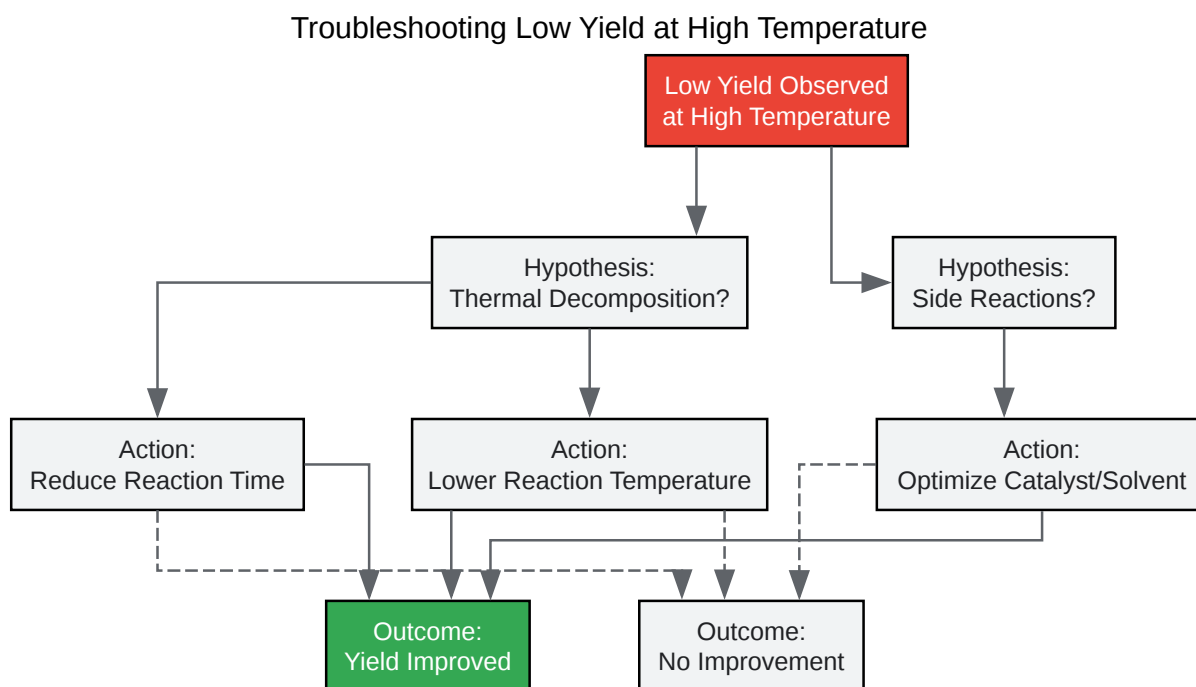 Troubleshooting Low Yield at High Temperature
Low Yield Observed
at High Temperature
Hypothesis:
Thermal Decomposition?
Hypothesis:
Side Reactions?
Action:
Reduce Reaction Time
Action:
Lower Reaction Temperature
Action:
Optimize Catalyst/Solvent
Outcome:
Yield Improved
Outcome:
No Improvement